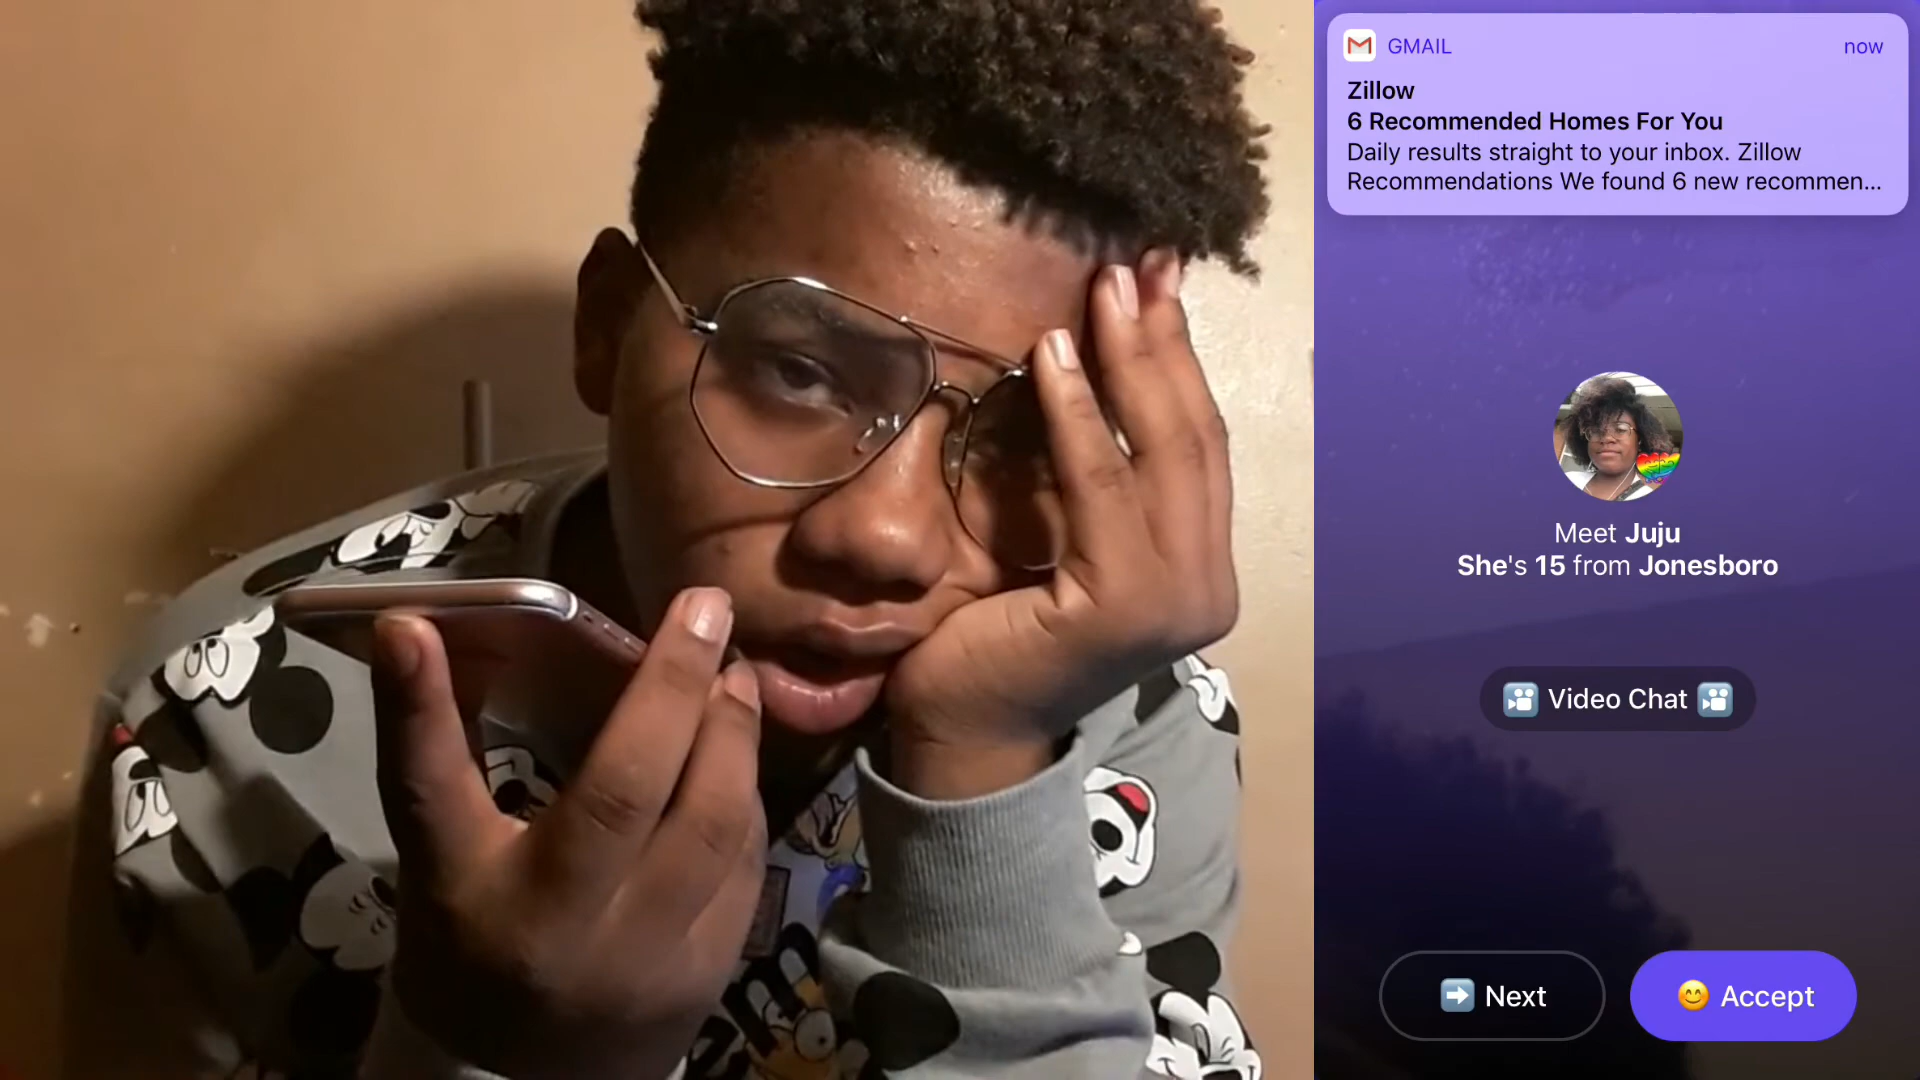 GMAIL
now
Zillow
6 Recommended Homes For You
Daily results straight to your inbox. Zillow
Recommendations We found 6 new recommen...
Meet Juju
She's 15 from Jonesboro
Video Chat
Next
Accept